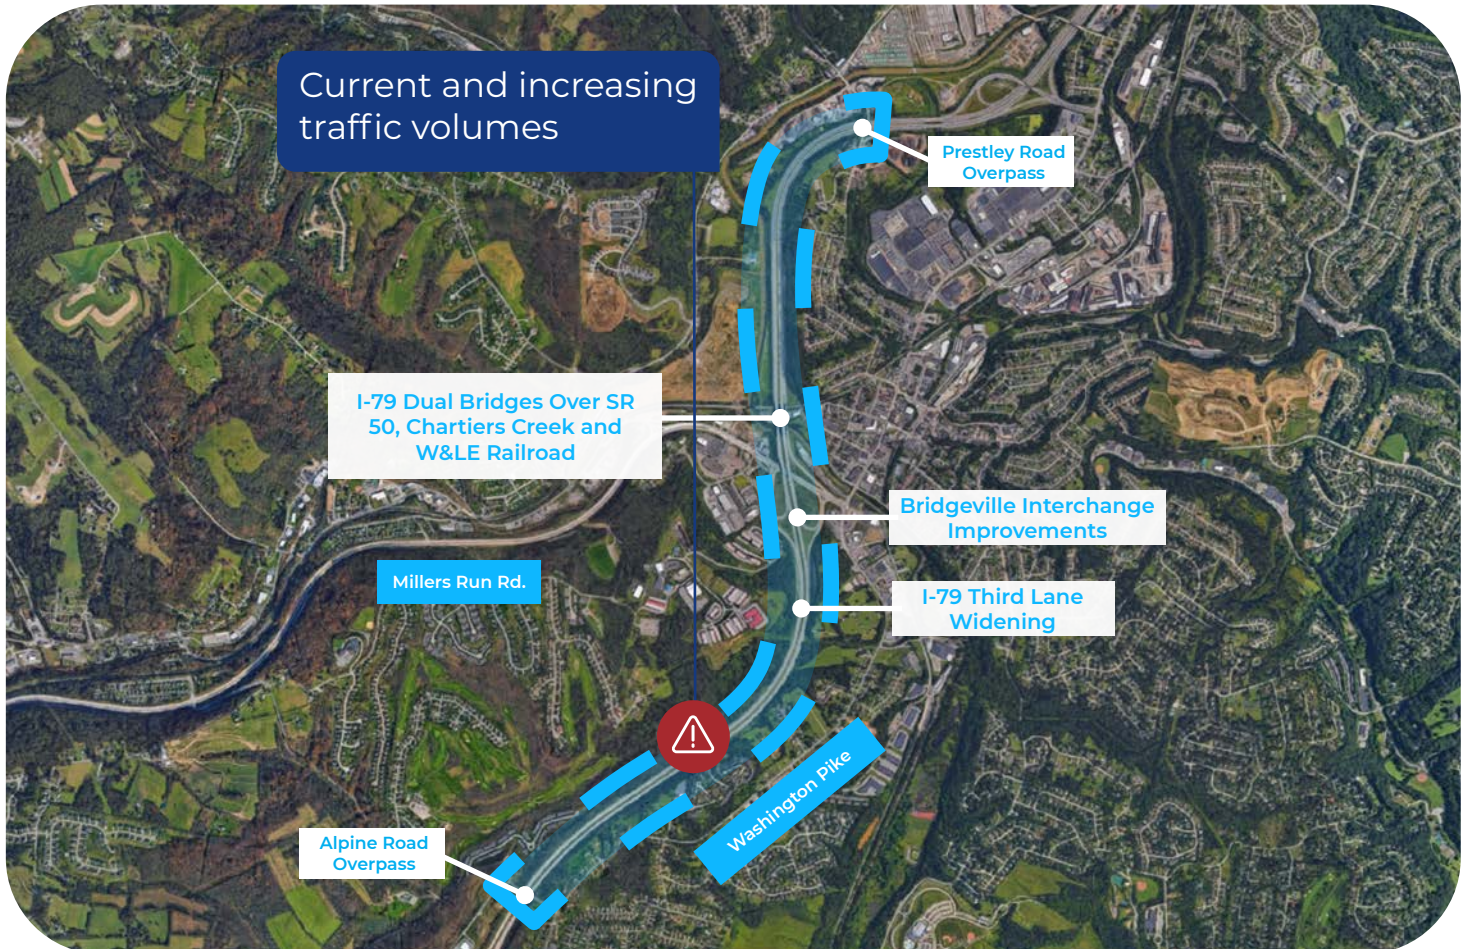 Current and increasing
traffic volumes
Prestley Road
Overpass
I-79 Dual Bridges Over SR
50, Chartiers Creek and
W&LE Railroad
Bridgeville Interchange
Improvements
Millers Run Rd.
I-79 Third Lane
Widening
Washington Pike
Alpine Road
Overpass